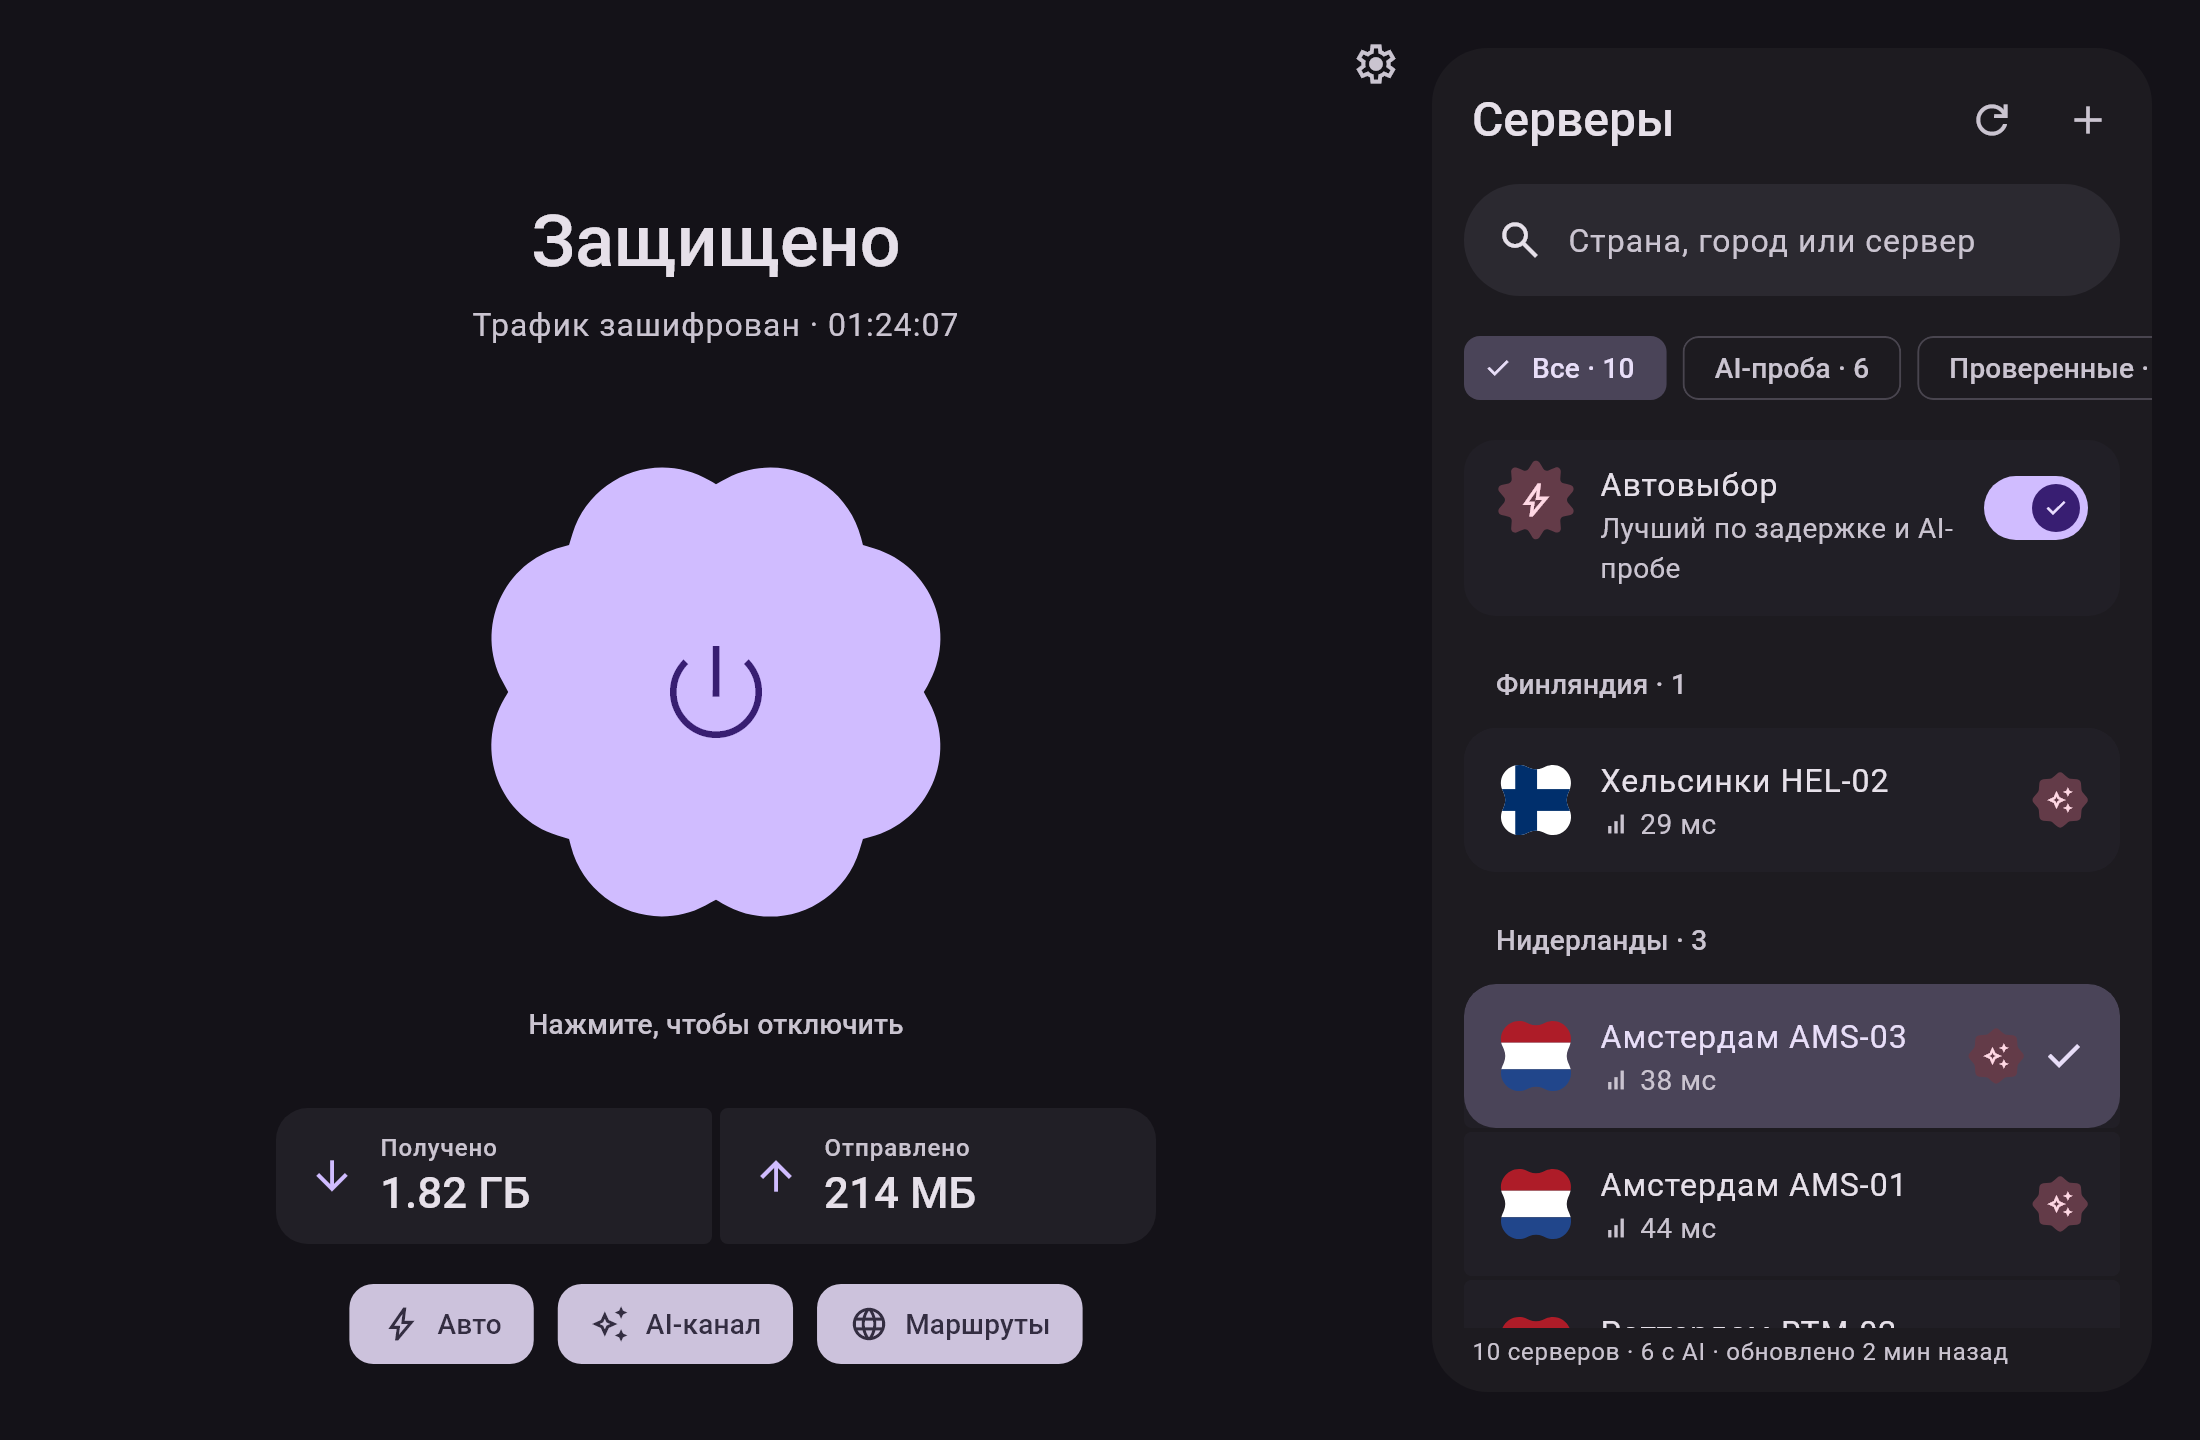 Защищено
Трафик зашифрован · 01:24:07
Нажмите, чтобы отключить
Получено
1.82 ГБ
Отправлено
214 МБ
Авто
AI-канал
Маршруты
Серверы
Страна, город или сервер
Все · 10
AI-проба · 6
Проверенные ·
Автовыбор
Лучший по задержке и AI-
пробе
Финляндия · 1
Хельсинки HEL-02
29 мс
Нидерланды · 3
Амстердам AMS-03
38 мс
Амстердам AMS-01
44 мс
10 серверов · 6 с AI · обновлено 2 мин назад